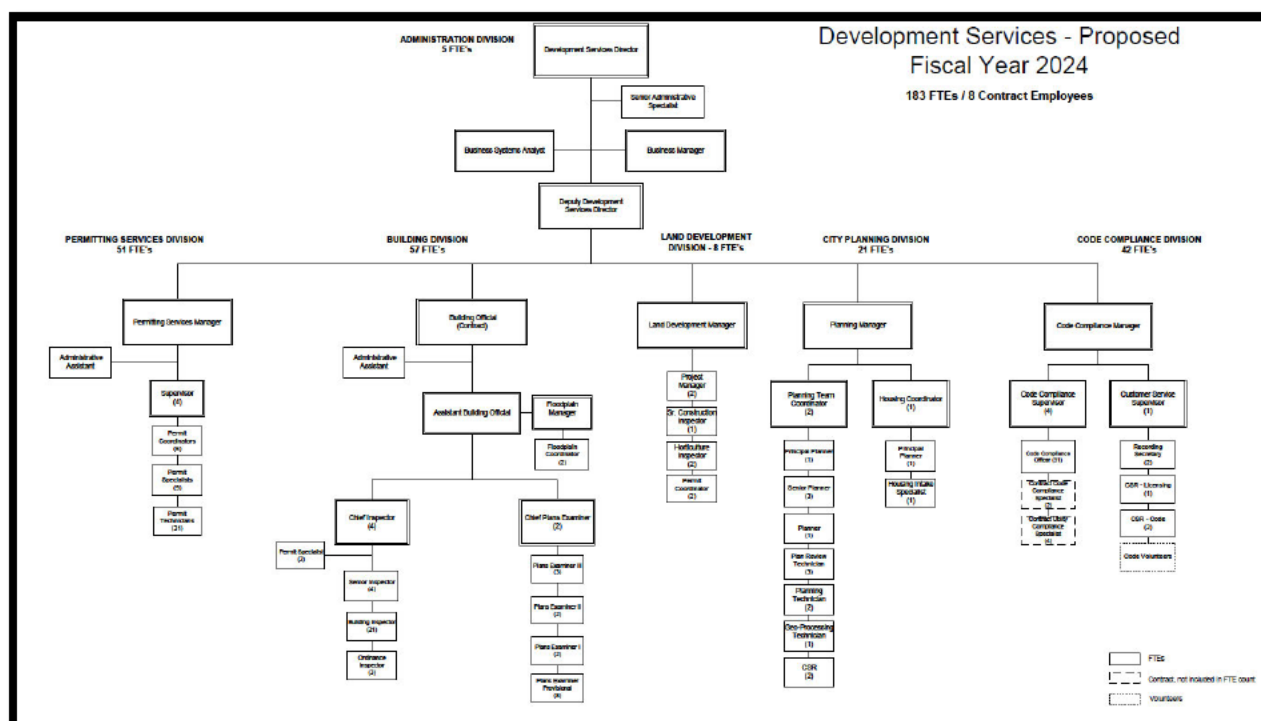 Development Services - Proposed
Fiscal Year 2024
183 FTEs / 8 Contract Employees
ADMINISTRATION DIVISION
5 FTE's
Development Services Director
Senior Administrative
Specialist
Business Systems Analyst
Business Manager
Deputy Development
Services Director
PERMITTING SERVICES DIVISION
51 FTE's
BUILDING DIVISION
57 FTE's
LAND DEVELOPMENT
DIVISION - 8 FTE's
CITY PLANNING DIVISION
21 FTE's
CODE COMPLIANCE DIVISION
42 FTE's
Permitting Services Manager
Administrative
Assistant
Supervisor
(4)
Permit
Coordinators
Permit
Specialists
Permit
Technicians
Building Official
(Contract)
Administrative
Assistant
Assistant Building Official
Floodplain
Manager
Floodplain
Coordinator
(2)
Chief Inspector
(4)
Permit Specialist
Senior Inspector
(4)
Building Inspector
(21)
Ordinance
Inspector
Chief Plans Examiner
(2)
Plans Examiner III
Plans Examiner II
Plans Examiner I
Plans Examiner
Provisional
Land Development Manager
Project
Manager
(2)
Sr. Construction
Inspector
(1)
Horticulture
Inspector
(2)
Permit
Coordinator
(2)
Planning Manager
Planning Team
Coordinator
(2)
Principal Planner
(1)
Senior Planner
Planner
(1)
Plan Review
Technician
Planning
Technician
(2)
Geo-Processing
Technician
(1)
CSR
(2)
Housing Coordinator
(1)
Principal
Planner
(1)
Housing Intake
Specialist
(1)
Code Compliance Manager
Code Compliance
Supervisor
(4)
Code Compliance
Officer
Contract Code
Compliance
Specialist
Contract
Compliance
Specialist
(4)
Customer Service
Supervisor
(1)
Recording
Secretary
(2)
CSR - Licensing
(1)
CSR - Code
Code Volunteers
FTEs
Contract, not included in FTE count
Volunteers